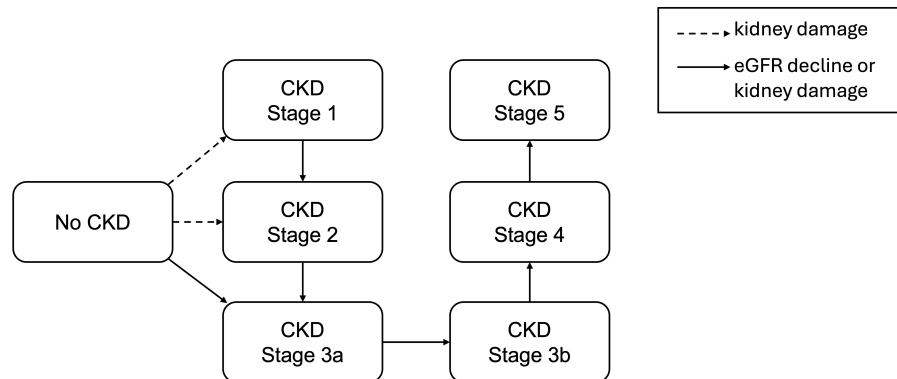 kidney damage
eGFR decline or
kidney damage
CKD
Stage 1
CKD
Stage 5
No CKD
CKD
Stage 2
CKD
Stage 4
CKD
Stage 3a
CKD
Stage 3b